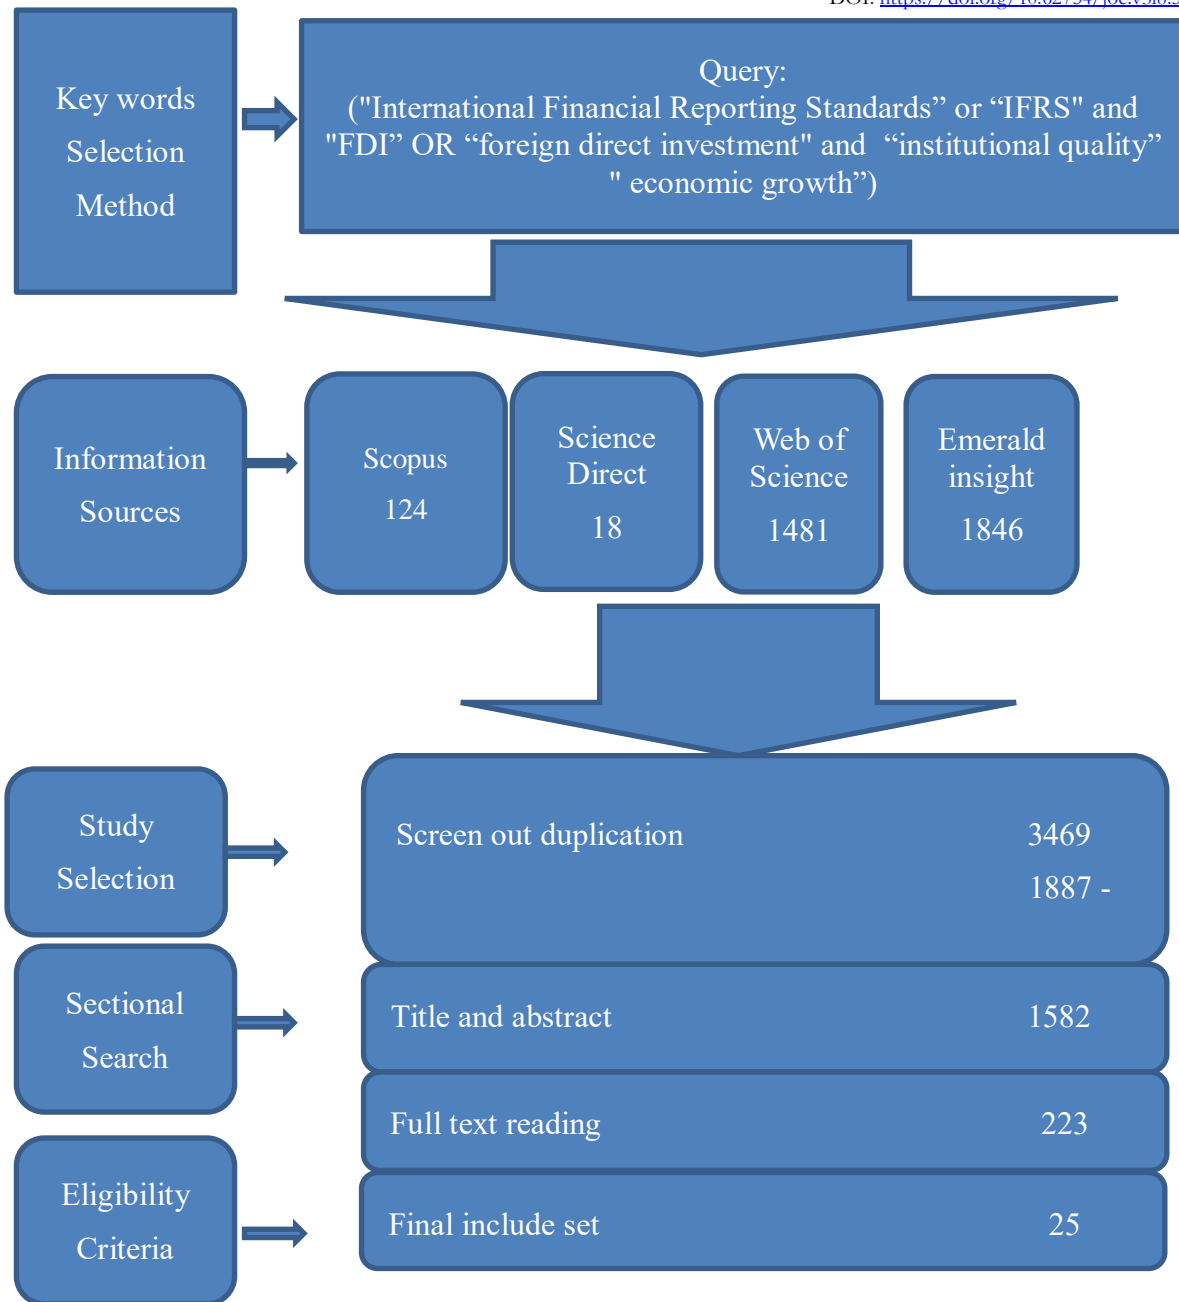 DOI:
Key words
Selection
Method
Query:
("International Financial Reporting Standards” or “IFRS" and
"FDI” OR “foreign direct investment" and “institutional quality”
" economic growth”)
Information
Sources
Scopus
124
Science
Direct
18
Web of
Science
1481
Emerald
insight
1846
Study
Selection
Screen out duplication 3469
1887 -
Sectional
Search
Title and abstract 1582
Full text reading 223
Eligibility
Criteria
Final include set 25